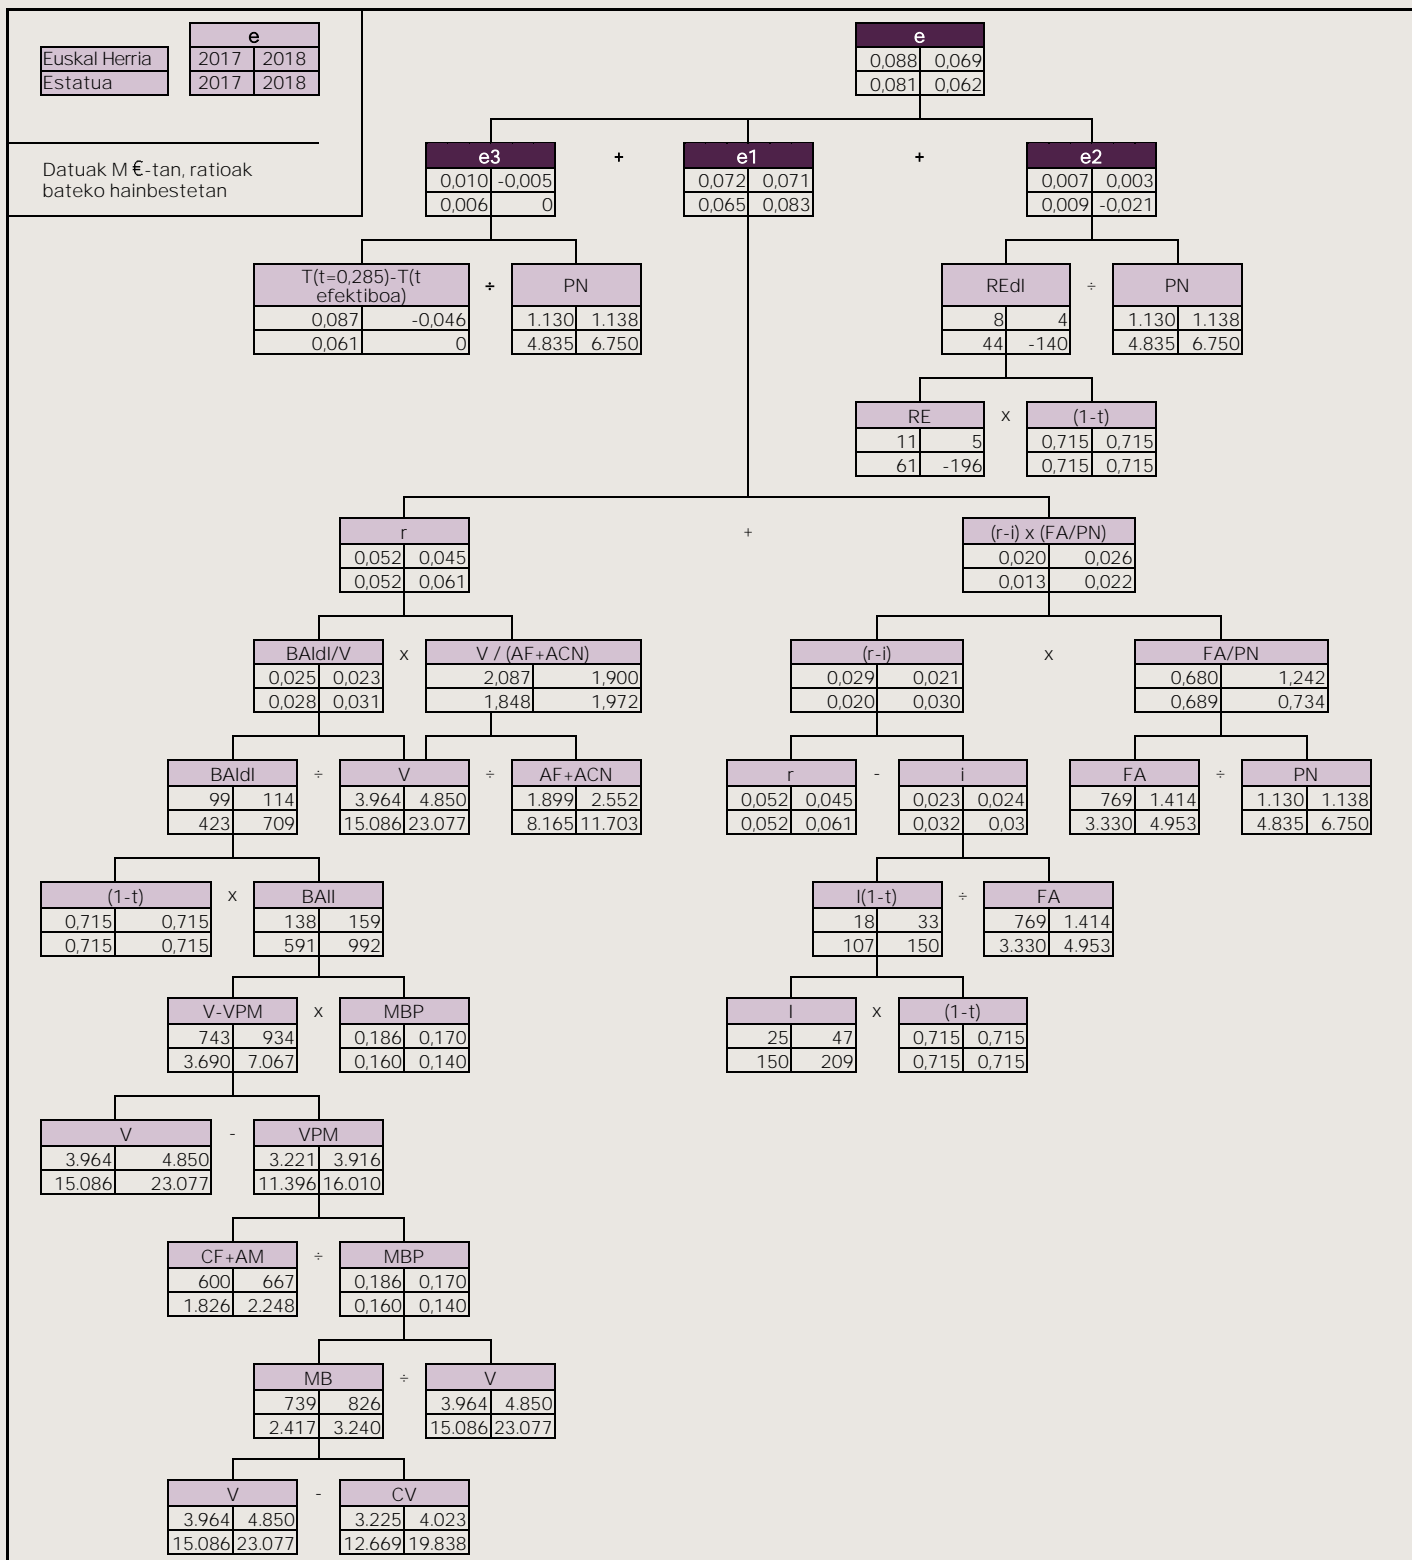 e
Euskal Herria 2017 2018
Estatua 2017 2018
Datuak M €-tan, ratioak
bateko hainbestetan
e
0,088 0,069
0,081 0,062
e3 + e1 + e2
0,010 -0,005 0,072 0,071 0,007 0,003
0,006 0 0,065 0,083 0,009 -0,021
T(t=0,285)-T(t
efektiboa) ÷ PN REdI ÷ PN
0,087 -0,046 1.130 1.138 8 4 1.130 1.138
0,061 0 4.835 6.750 44 -140 4.835 6.750
RE x (1-t)
11 5 0,715 0,715
61 -196 0,715 0,715
r + (r-i) x (FA/PN)
0,052 0,045 0,020 0,026
0,052 0,061 0,013 0,022
BAIdI/V x V / (AF+ACN) (r-i) x FA/PN
0,025 0,023 2,087 1,900 0,029 0,021 0,680 1,242
0,028 0,031 1,848 1,972 0,020 0,030 0,689 0,734
BAIdI ÷ V ÷ AF+ACN r - i FA ÷ PN
99 114 3.964 4.850 1.899 2.552 0,052 0,045 0,023 0,024 769 1.414 1.130 1.138
423 709 15.086 23.077 8.165 11.703 0,052 0,061 0,032 0,03 3.330 4.953 4.835 6.750
(1-t) x BAII I(1-t) ÷ FA
0,715 0,715 138 159 18 33 769 1.414
0,715 0,715 591 992 107 150 3.330 4.953
V-VPM x MBP I x (1-t)
743 934 0,186 0,170 25 47 0,715 0,715
3.690 7.067 0,160 0,140 150 209 0,715 0,715
V - VPM
3.964 4.850 3.221 3.916
15.086 23.077 11.396 16.010
CF+AM ÷ MBP
600 667 0,186 0,170
1.826 2.248 0,160 0,140
MB ÷ V
739 826 3.964 4.850
2.417 3.240 15.086 23.077
V - CV
3.964 4.850 3.225 4.023
15.086 23.077 12.669 19.838